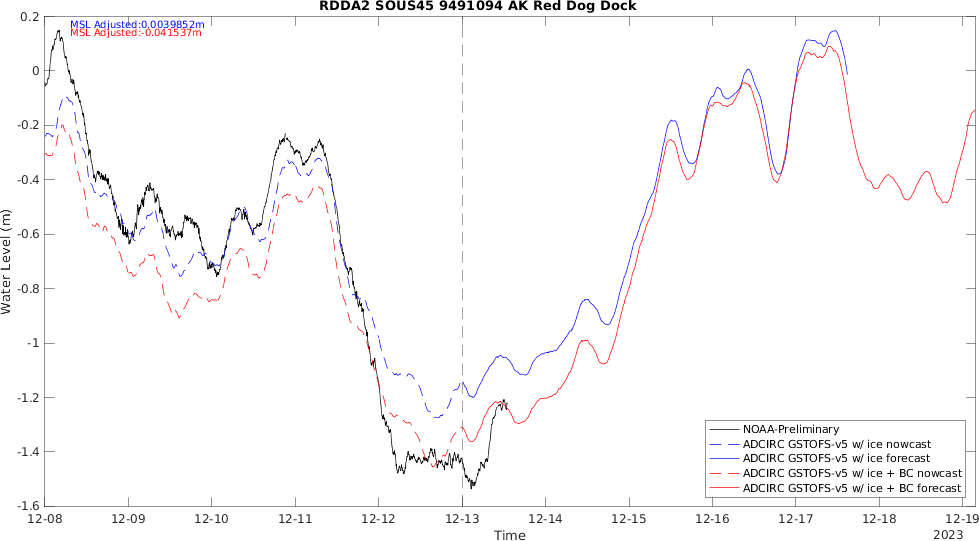 RDDA2 SOUS45 9491094 AK Red Dog Dock
MSL Adjusted:0.0039852m
MSL Adjusted:-0.041537m
0.2
0
-0.2
-0.4
-0.6
-0.8
-1
-1.2
-1.4
-1.6
Water Level (m)
NOAA-Preliminary
ADCIRC GSTOFS-v5 w/ ice nowcast
ADCIRC GSTOFS-v5 w/ ice forecast
ADCIRC GSTOFS-v5 w/ice + BC nowcast
ADCIRC GSTOFS-v5 w/ice + BC forecast
12-08 12-09 12-10 12-11 12-12 12-13 12-14 12-15 12-16 12-17 12-18 12-19
Time
2023